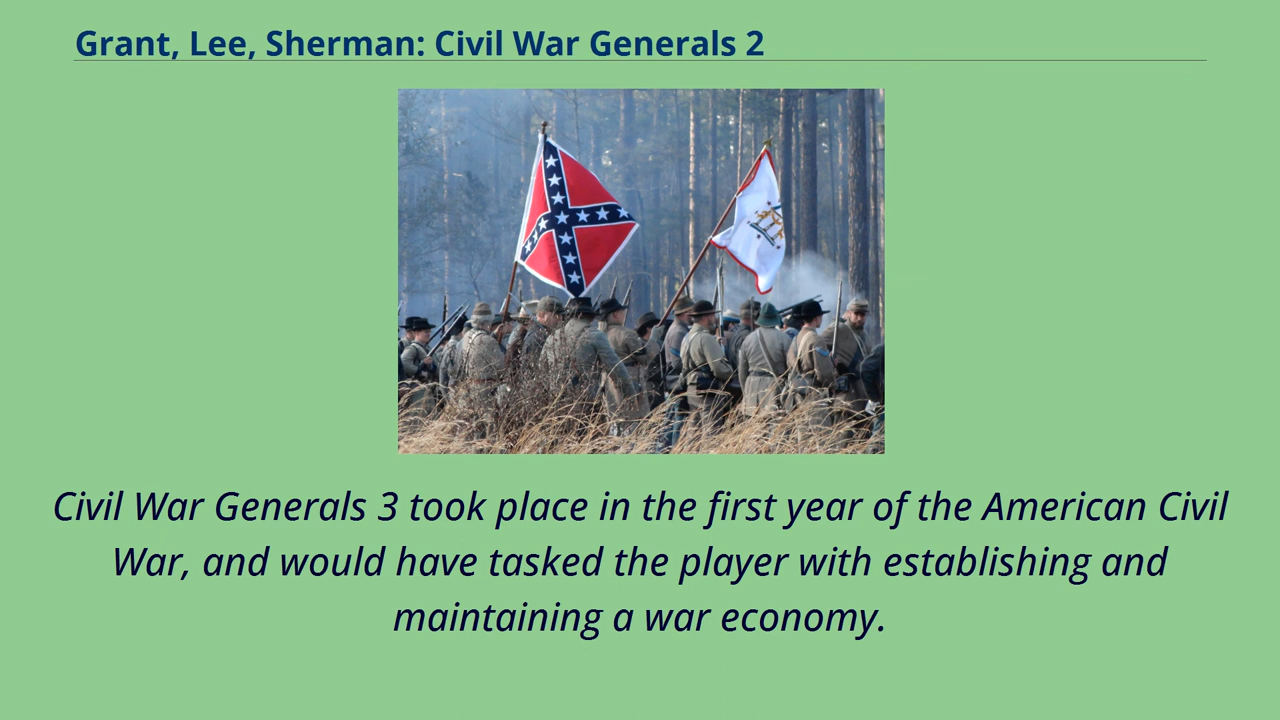 Grant, Lee, Sherman: Civil War Generals 2
Civil War Generals 3 took place in the first year of the American Civil
War, and would have tasked the player with establishing and
maintaining a war economy.